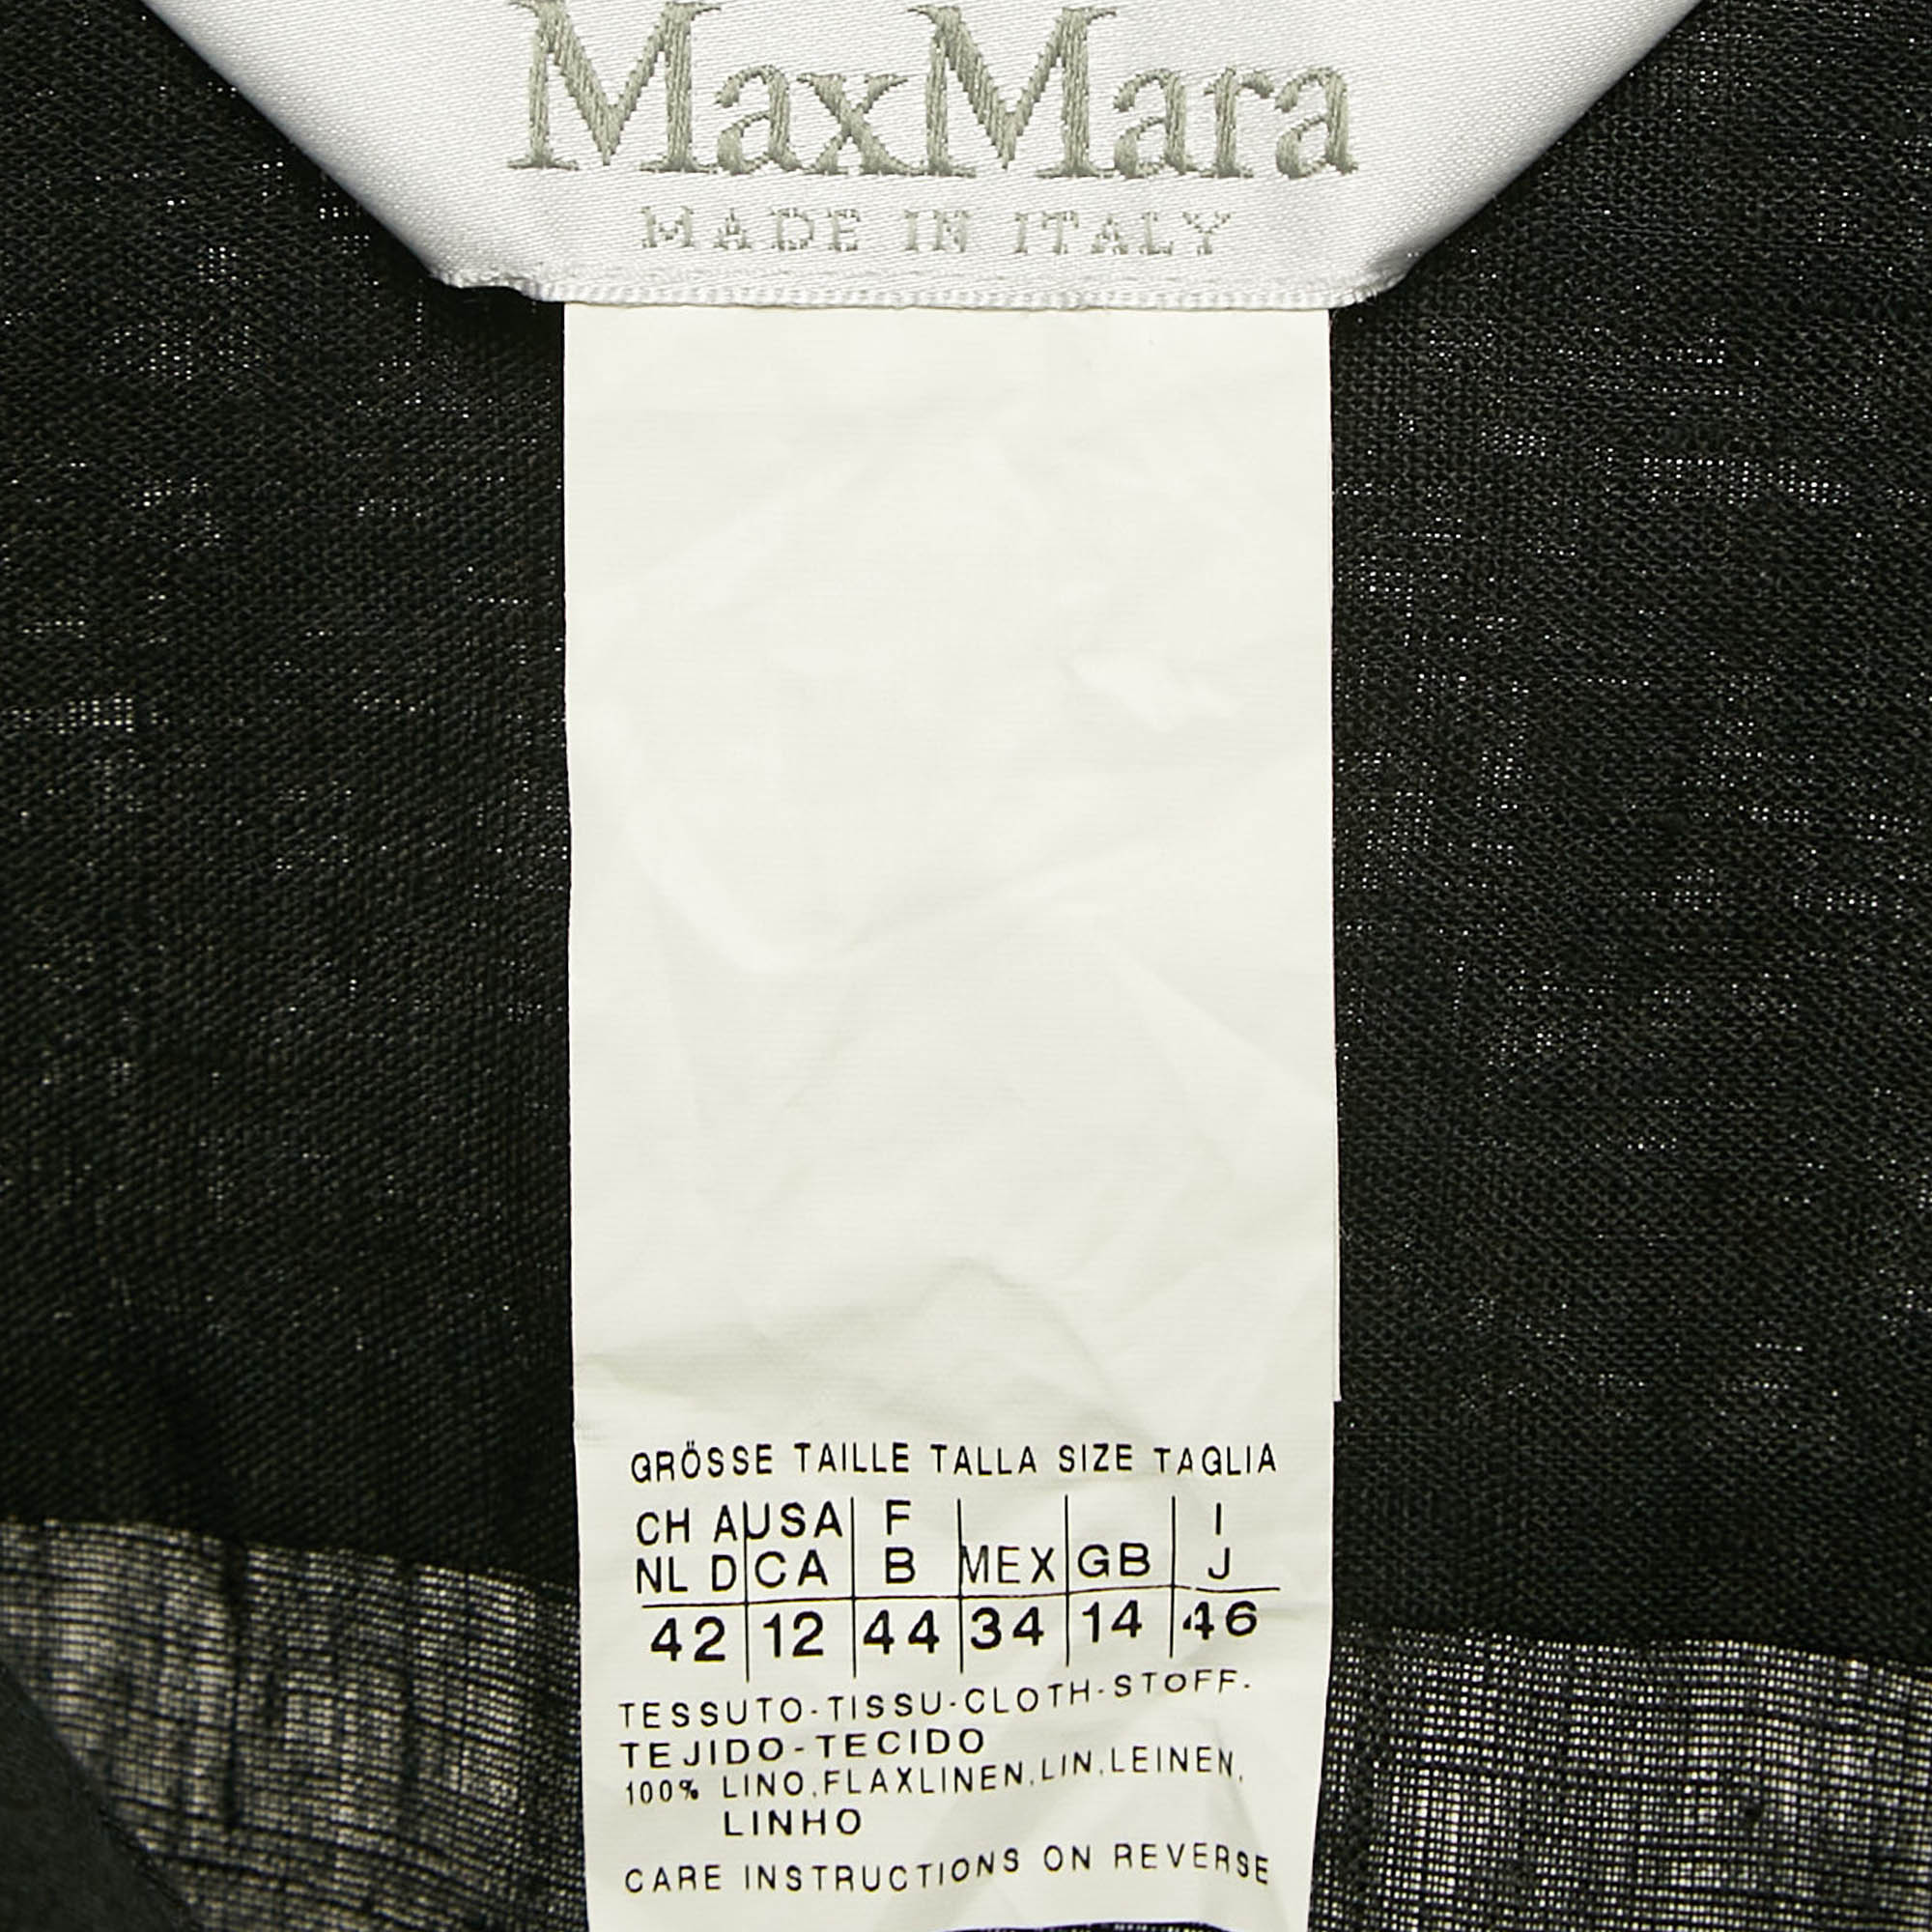 MaxMara
MADE IN ITALY
GRÖSSE TAILLE TALLA SIZE TAGLIA
CH A USA F I
NL D CA B MEX GB J
42 12 44 34 14 46
TESSUTO-TISSU-CLOTH-STOFF.
TEJIDO-TECIDO
100% LINO,FLAXLINEN,LIN,LEINEN,
LINHO
CARE INSTRUCTIONS ON REVERSE